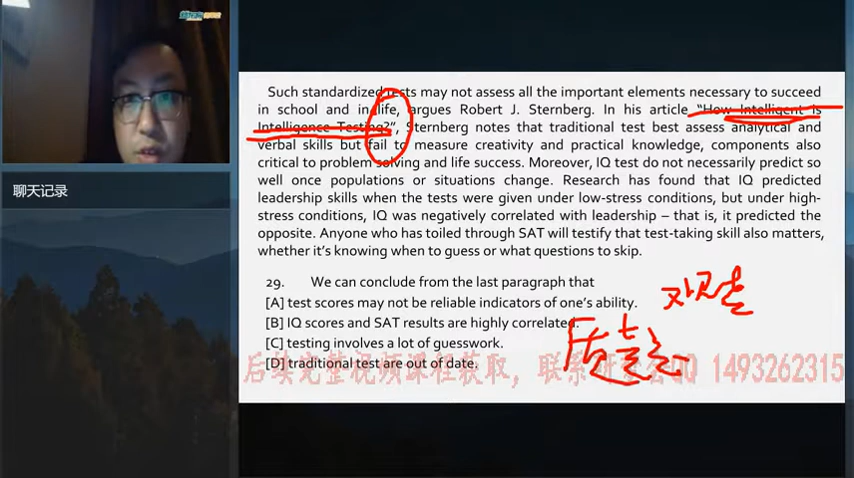 聊天记录
Such standardized tests may not assess all the important elements necessary to succeed
in school and in life, argues Robert J. Sternberg. In his article “How Intelligent is
Intelligence Testing?”, Sternberg notes that traditional test best assess analytical and
verbal skills but fail to measure creativity and practical knowledge, components also
critical to problem solving and life success. Moreover, IQ test do not necessarily predict so
well once populations or situations change. Research has found that IQ predicted
leadership skills when the tests were given under low-stress conditions, but under high-
stress conditions, IQ was negatively correlated with leadership – that is, it predicted the
opposite. Anyone who has toiled through SAT will testify that test-taking skill also matters,
whether it’s knowing when to guess or what questions to skip.
29. We can conclude from the last paragraph that
[A] test scores may not be reliable indicators of one’s ability.
[B] IQ scores and SAT results are highly correlated.
[C] testing involves a lot of guesswork.
[D] traditional test are out of date.
后续完整视频课程获取，联系研办公QQ 1493262315